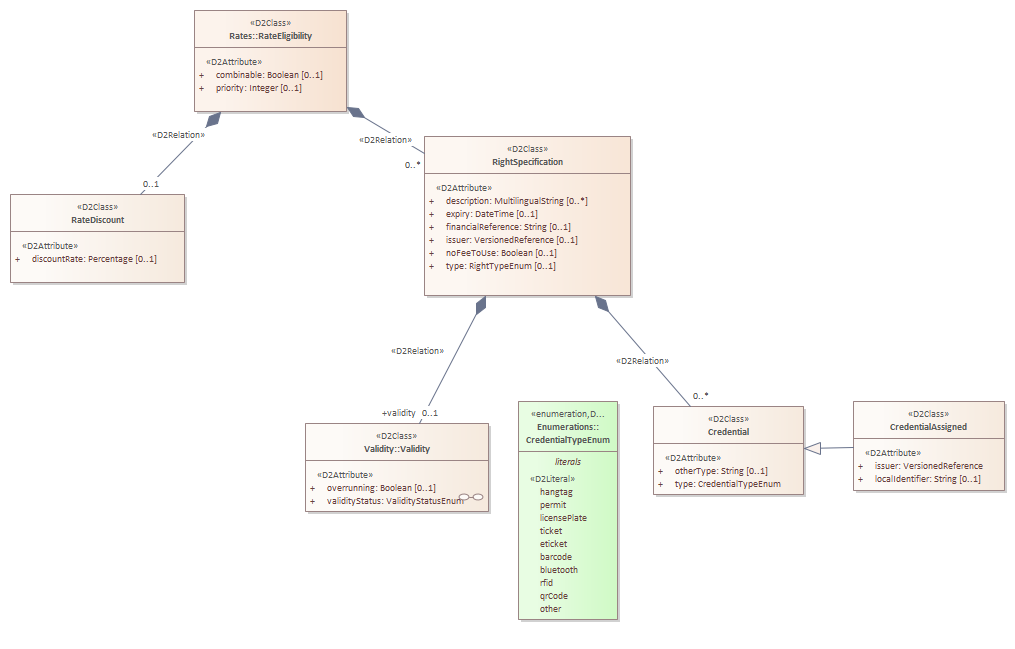 «D2Class»
Rates::RateEligibility
«D2Attribute»
+ combinable: Boolean [0..1]
+ priority: Integer [0..1]
«D2Relation»
0..1
«D2Relation»
0..*
«D2Class»
RateDiscount
«D2Attribute»
+ discountRate: Percentage [0..1]
«D2Class»
RightSpecification
«D2Attribute»
+ description: MultilingualString [0..*]
+ expiry: DateTime [0..1]
+ financialReference: String [0..1]
+ issuer: VersionedReference [0..1]
+ noFeeToUse: Boolean [0..1]
+ type: RightTypeEnum [0..1]
«D2Relation»
+validity 0..1
«D2Relation»
0..*
«D2Class»
Validity::Validity
«D2Attribute»
+ overrunning: Boolean [0..1]
+ validityStatus: ValidityStatusEnum
«enumeration,D...
Enumerations::
CredentialTypeEnum
literals
«D2Literal»
hangtag
permit
licensePlate
ticket
eticket
barcode
bluetooth
rfid
qrCode
other
«D2Class»
Credential
«D2Attribute»
+ otherType: String [0..1]
+ type: CredentialTypeEnum
«D2Class»
CredentialAssigned
«D2Attribute»
+ issuer: VersionedReference
+ localIdentifier: String [0..1]